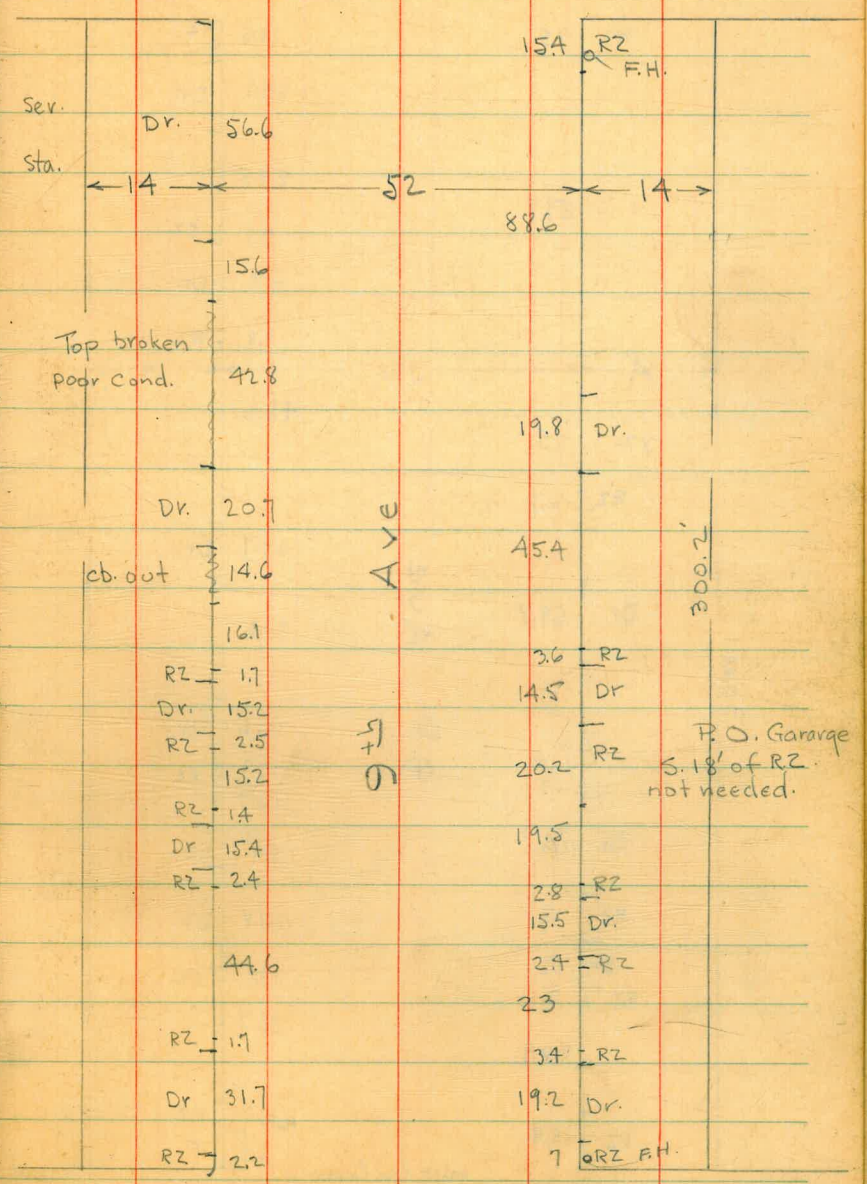 15.4 RZ
F.H.
Ser.
Dr. 56.6
Sta.
14 52 14
88.6
15.6
Top broken
poor cond. 42.8
19.8 Dr.
Dr. 20.7
45.4
cb. out 14.6
300.2'
16.1
9th Ave
3.6 RZ
RZ 1.7
14.5 Dr
Dr. 15.2
RZ 2.5
20.2 RZ
P.O. Gararge
S. 18' of RZ.
not needed.
15.2
RZ 1.4
19.5
Dr 15.4
RZ 2.4
2.8 RZ
15.5 Dr.
44.6
2.4 RZ
23
RZ 1.7
3.4 RZ
Dr 31.7
19.2 Dr.
RZ 2.2
7 RZ F.H.